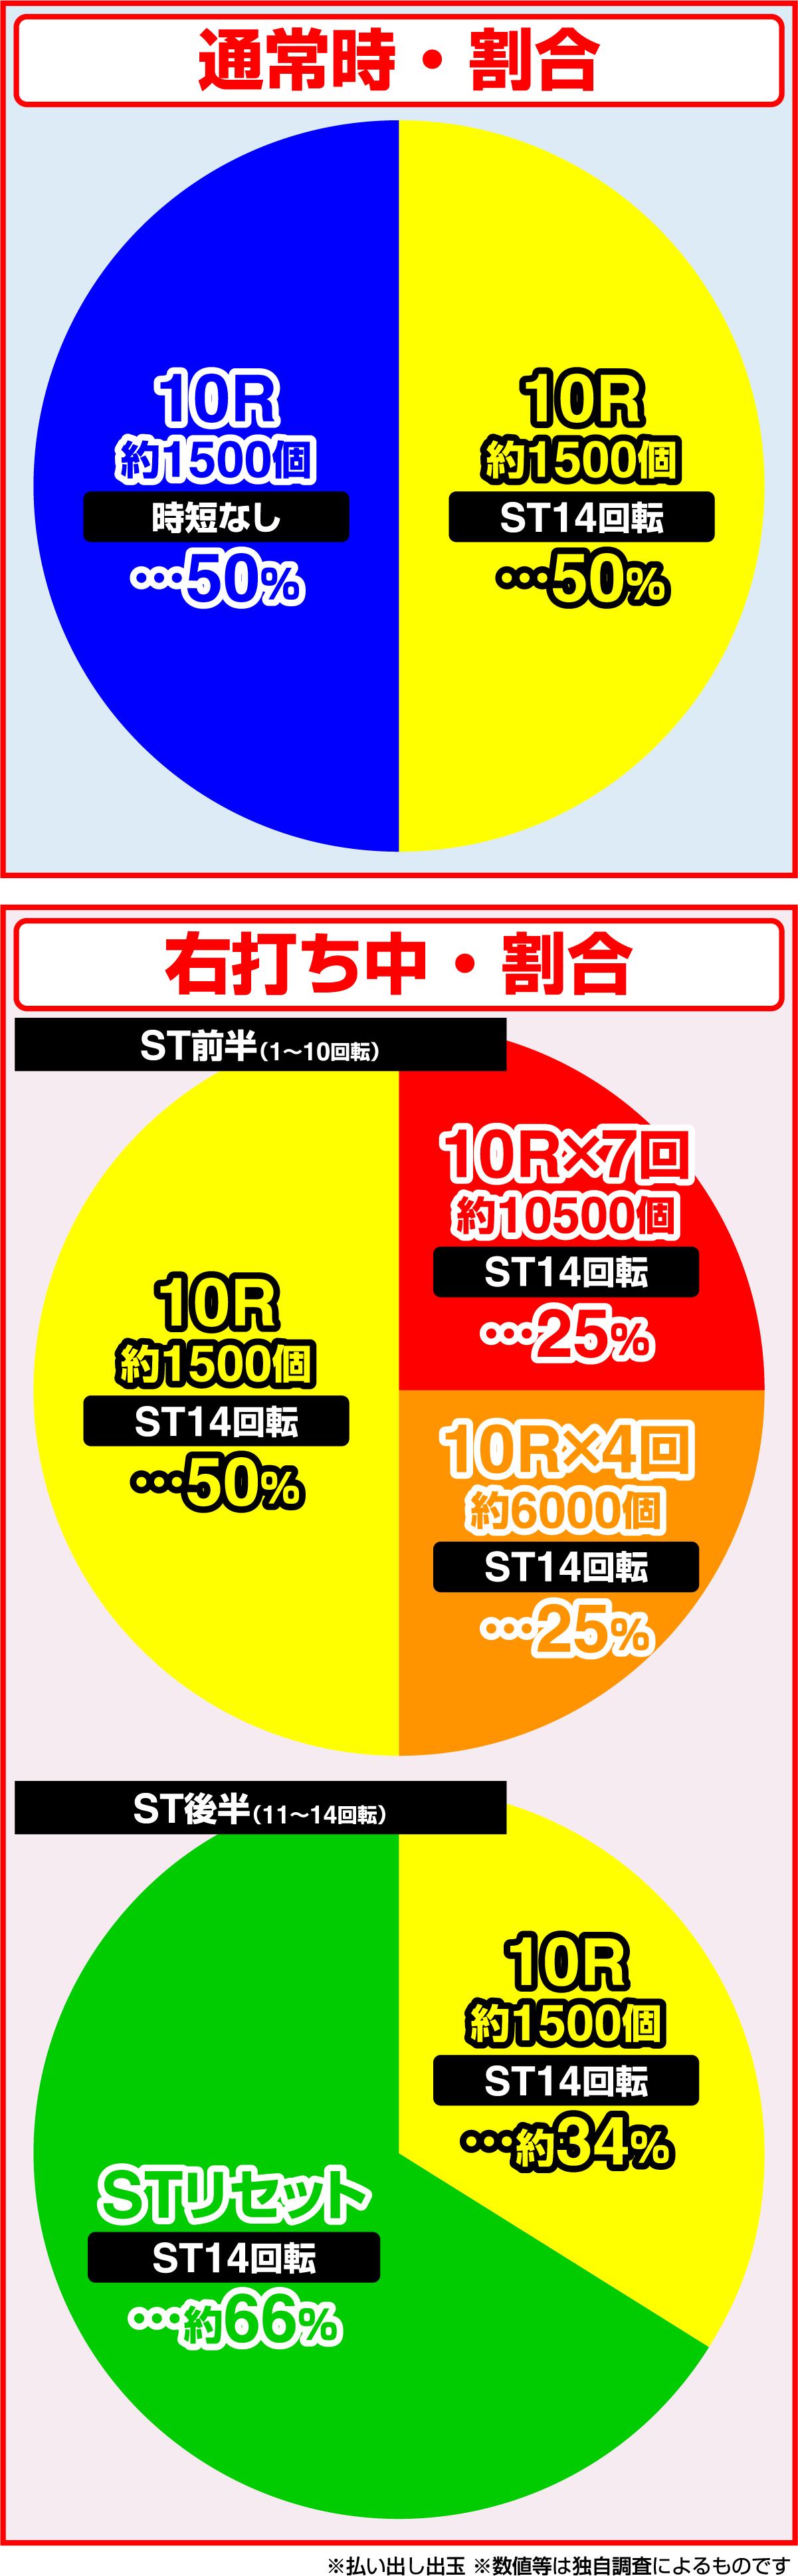 通常時・割合
10R
約1500個
時短なし
…50%
10R
約1500個
ST14回転
…50%
右打ち中・割合
ST前半(1〜10回転)
10R
約1500個
ST14回転
…50%
10R×7回
約10500個
ST14回転
…25%
10R×4回
約6000個
ST14回転
…25%
ST後半(11〜14回転)
10R
約1500個
ST14回転
…約34%
STリセット
ST14回転
…約66%
※払い出し出玉 ※数値等は独自調査によるものです